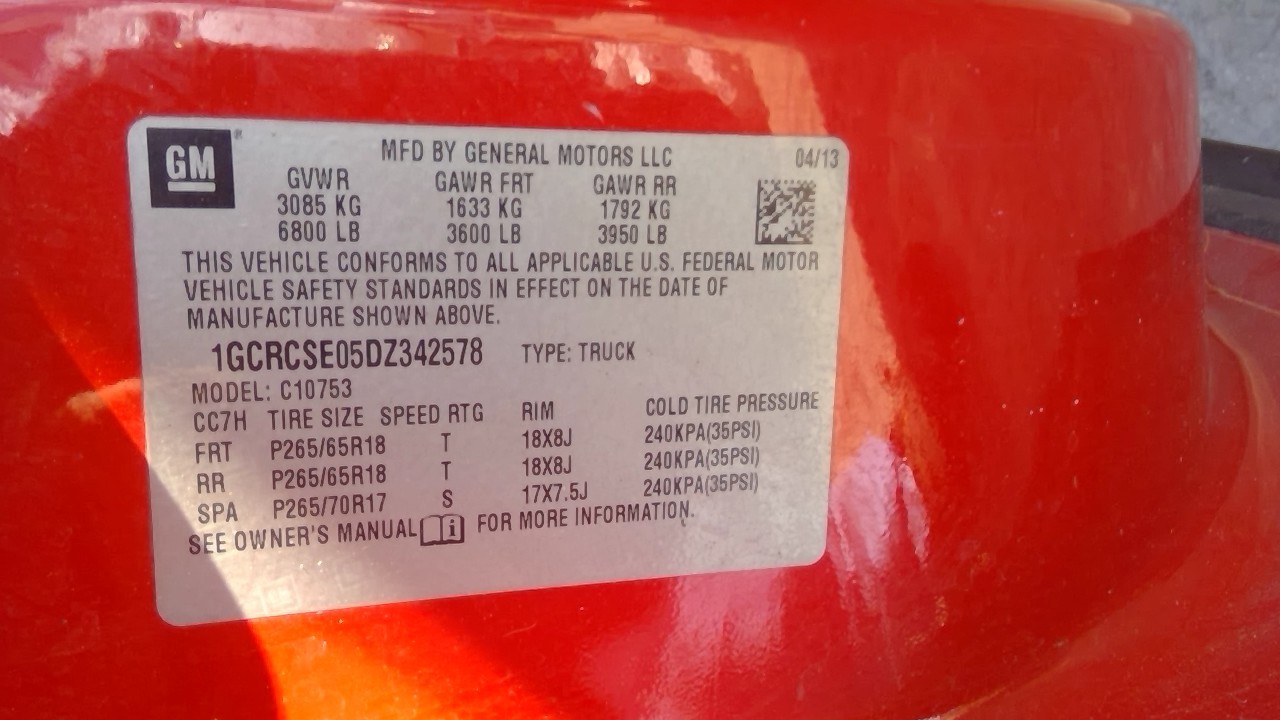 GM
MFD BY GENERAL MOTORS LLC 04/13
GVWR GAWR FRT GAWR RR
3085 KG 1633 KG 1792 KG
6800 LB 3600 LB 3950 LB
THIS VEHICLE CONFORMS TO ALL APPLICABLE U.S. FEDERAL MOTOR
VEHICLE SAFETY STANDARDS IN EFFECT ON THE DATE OF
MANUFACTURE SHOWN ABOVE.
1GCRCSE05DZ342578 TYPE: TRUCK
MODEL: C10753
CC7H TIRE SIZE SPEED RTG RIM COLD TIRE PRESSURE
FRT P265/65R18 T 18X8J 240KPA(35PSI)
RR P265/65R18 T 18X8J 240KPA(35PSI)
SPA P265/70R17 S 17X7.5J 240KPA(35PSI)
SEE OWNER'S MANUAL i FOR MORE INFORMATION.